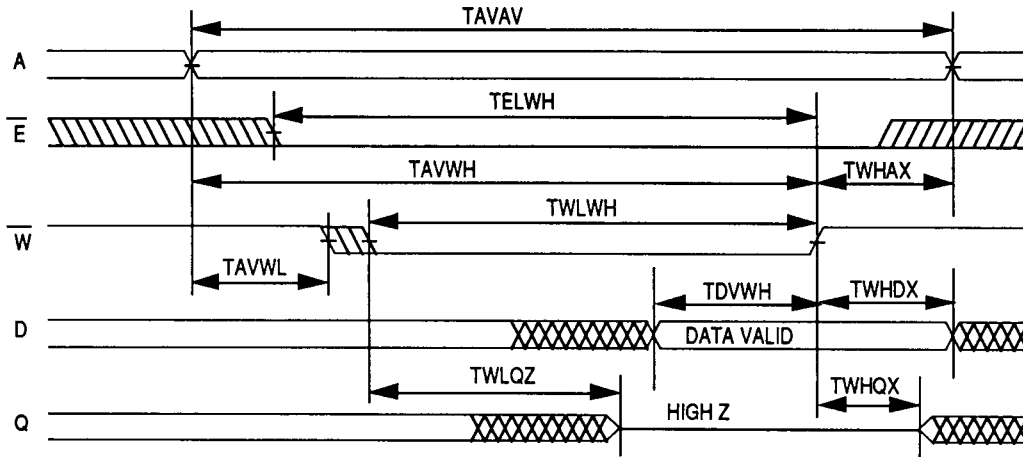 TAVAV
A
TELWH
E
TAVWH
TWHAX
TWLWH
W
TAVWL
TDVWH
TWHDX
D
DATA VALID
TWLQZ
TWHQX
HIGH Z
Q